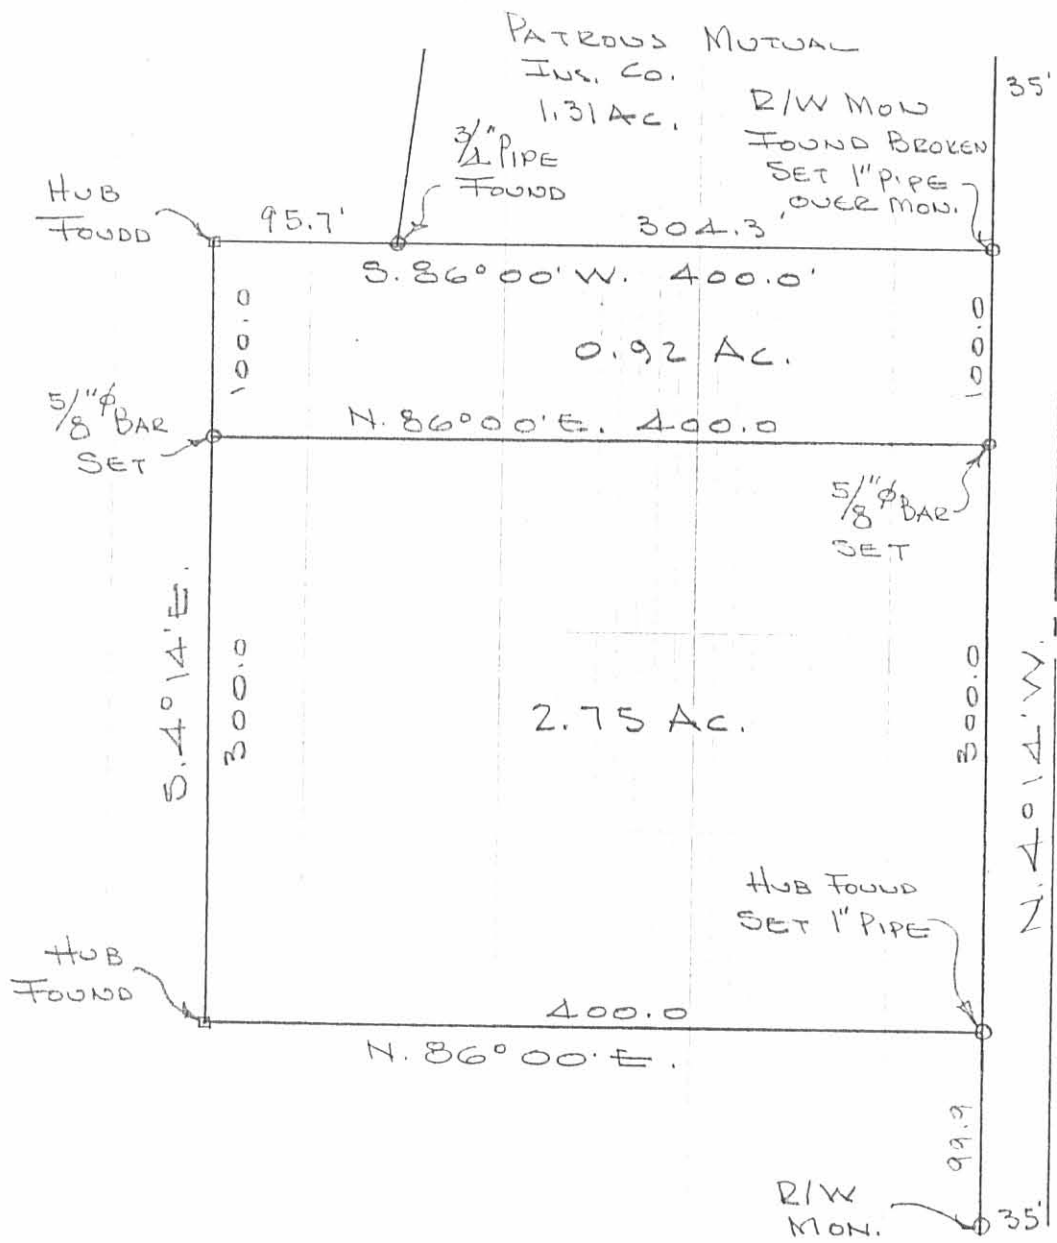 PATRONS MUTUAL
INS. CO.
1.31 AC.
35'
R/W MON
FOUND BROKEN
SET 1" PIPE
OVER MON.
3/4" PIPE
FOUND
HUB
FOUDD
95.7'
304.3'
S. 86°00' W. 400.0'
100.0
0.92 AC.
100.0
5/8"φ BAR
SET
N. 86°00' E. 400.0
5/8"φ BAR
SET
S. 4°14' E.
300.0
2.75 AC.
300.0
N. 4°14' W.
HUB FOUND
SET 1" PIPE
HUB
FOUND
400.0
N. 86°00' E.
99.9
R/W
MON.
35'